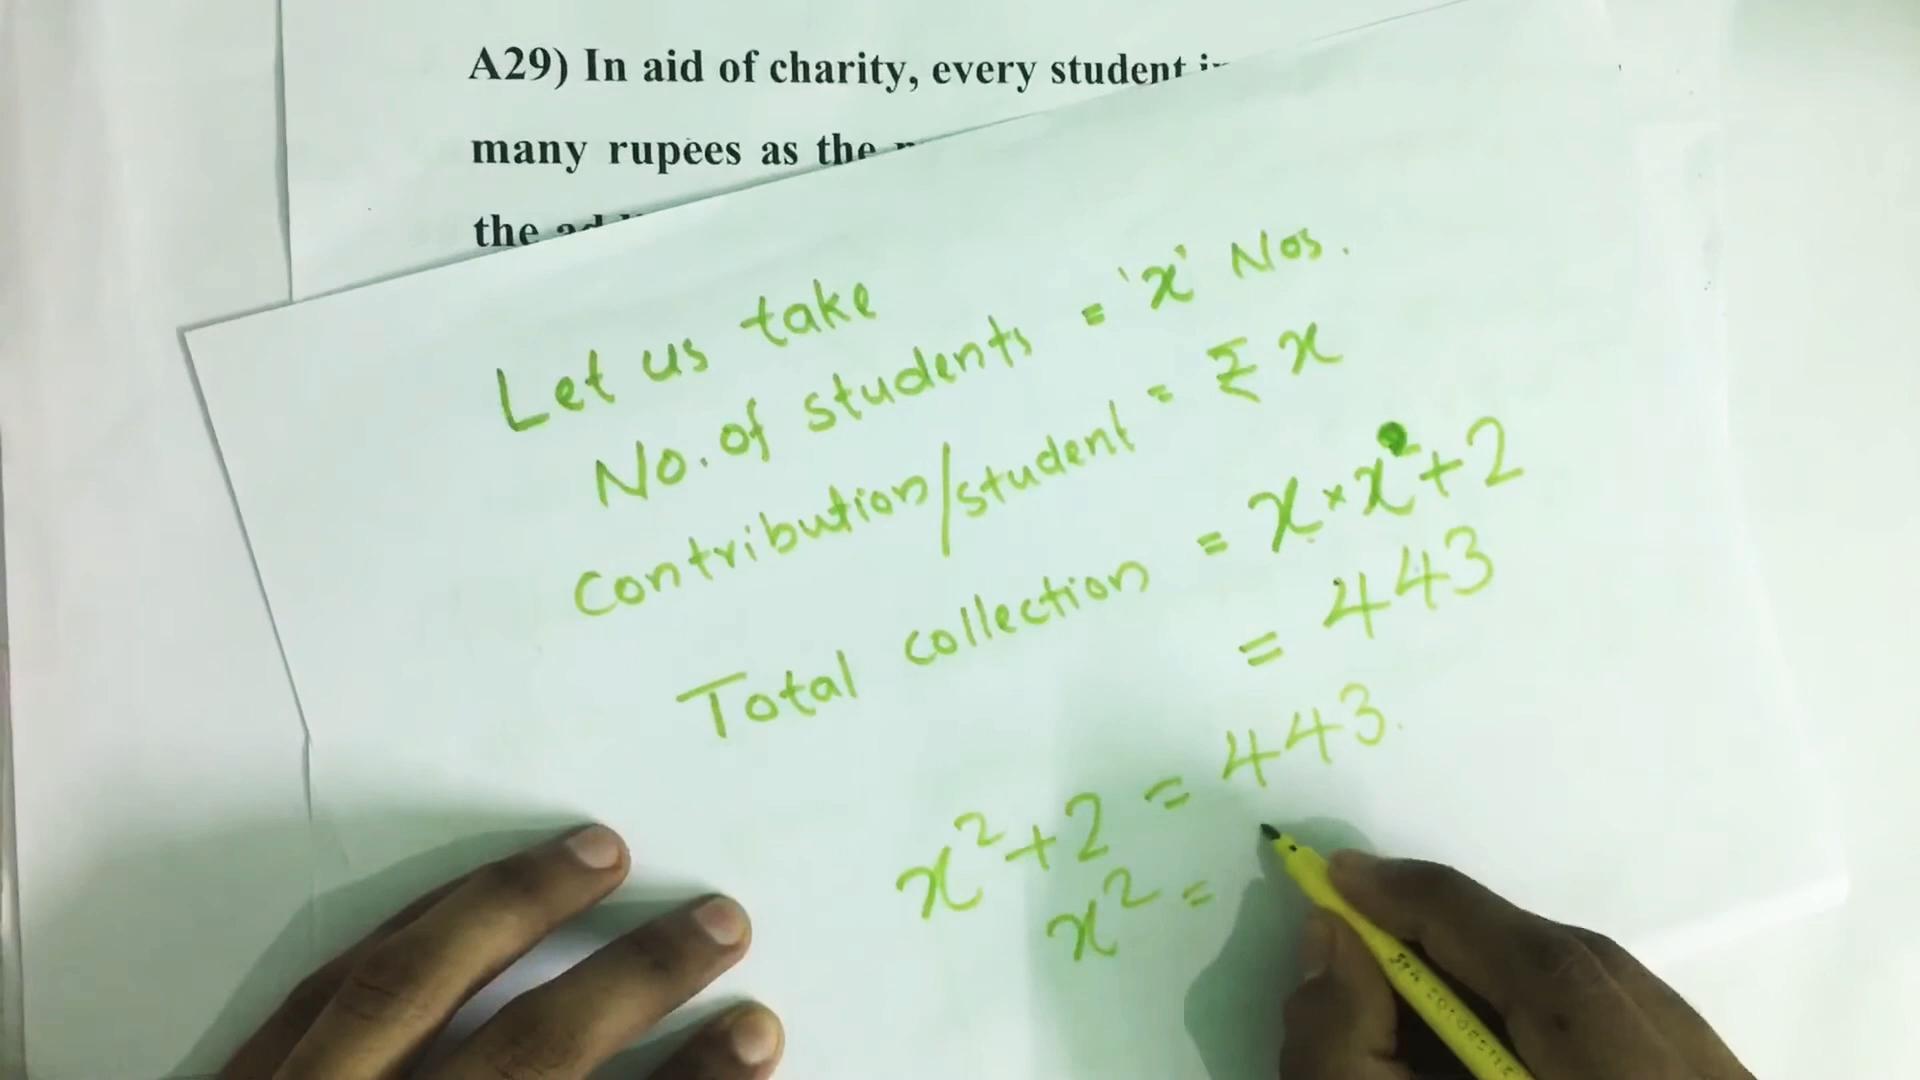 A29) In aid of charity, every student
many rupees as the
the
Let us take
No. of students = 'x' Nos.
Contribution/student = ₹ x
Total collection = x × x² + 2
= 443
x² + 2 = 443.
x² =